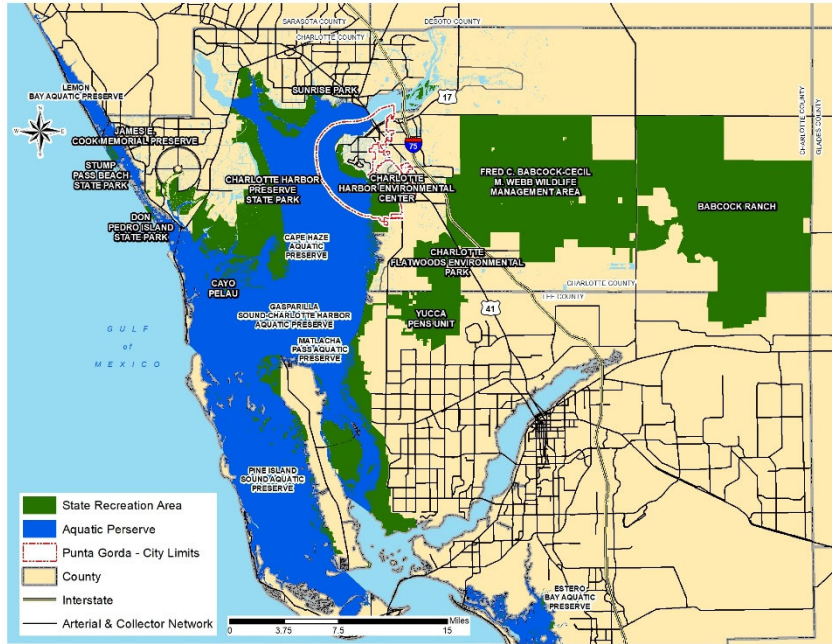 SARASOTA COUNTY
DESOTO COUNTY
CHARLOTTE COUNTY
LEMON
BAY AQUATIC PRESERVE
SUNRISE PARK
17
N
W
E
S
JAMES E.
COOK MEMORIAL PRESERVE
75
CHARLOTTE COUNTY
GLADES COUNTY
STUMP
PASS BEACH
STATE PARK
CHARLOTTE HARBOR
PRESERVE
STATE PARK
CHARLOTTE
HARBOR ENVIRONMENTAL
CENTER
FRED C. BABCOCK-CECIL
M. WEBB WILDLIFE
MANAGEMENT AREA
BABCOCK RANCH
DON
PEDRO ISLAND
STATE PARK
CAPE HAZE
AQUATIC
PRESERVE
CHARLOTTE
FLATWOODS ENVIRONMENTAL
PARK
CAYO
PELAU
CHARLOTTE COUNTY
LEE COUNTY
GASPARILLA
SOUND-CHARLOTTE HARBOR
AQUATIC PRESERVE
41
YUCCA
PENS UNIT
GULF
of
MEXICO
MATLACHA
PASS AQUATIC
PRESERVE
PINE ISLAND
SOUND AQUATIC
PRESERVE
State Recreation Area
Aquatic Perserve
Punta Gorda - City Limits
County
Interstate
Arterial & Collector Network
Miles
0 3.75 7.5 15
ESTERO
BAY AQUATIC
PRESERVE